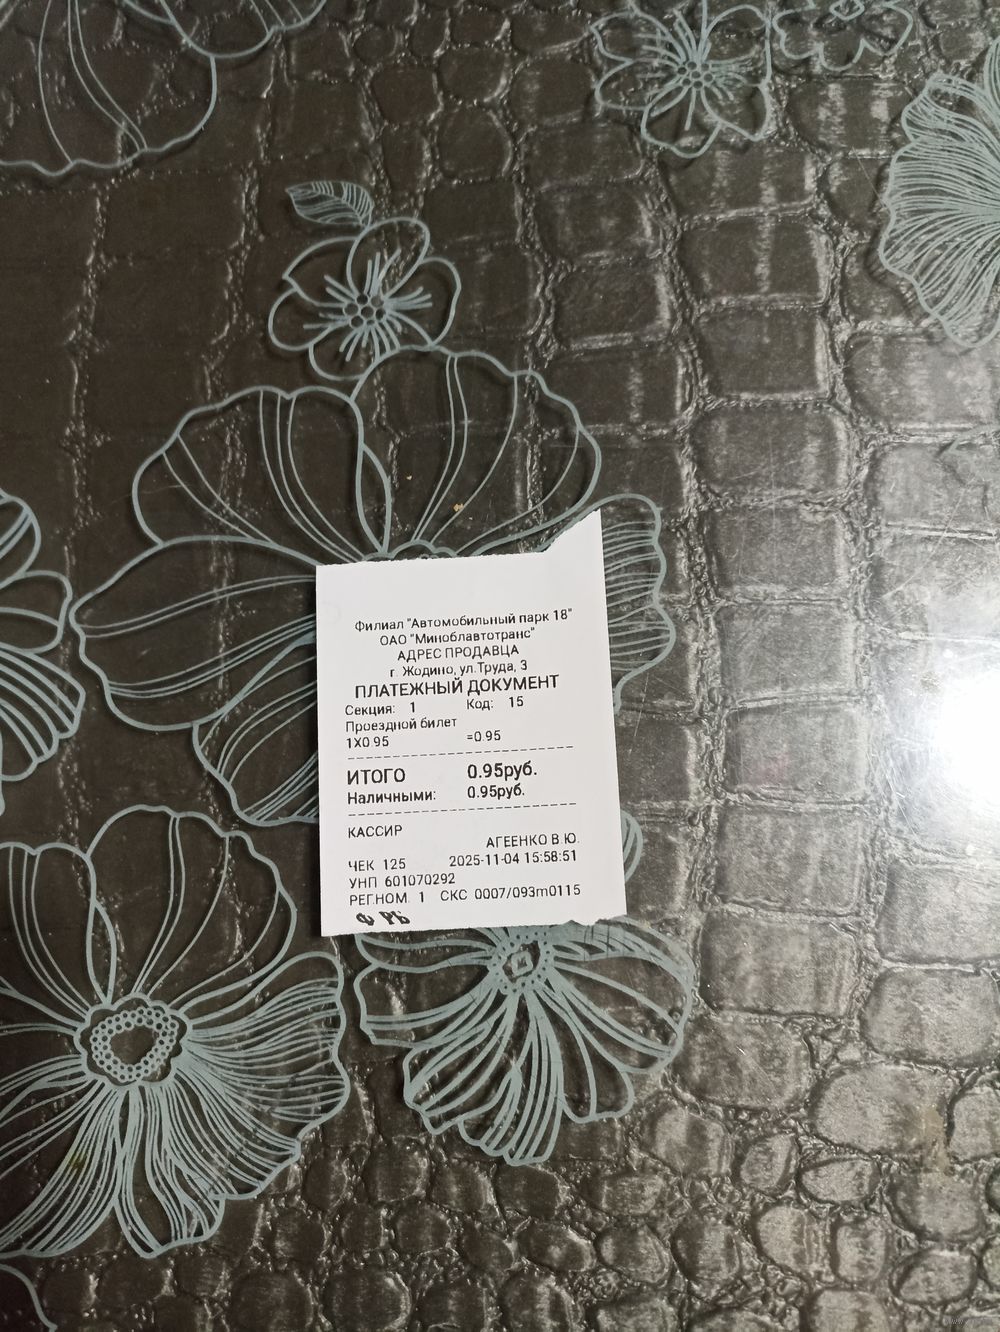 Филиал "Автомобильный парк 18"
ОАО "Миноблавтотранс"
АДРЕС ПРОДАВЦА
г. Жодино, ул.Труда, 3
ПЛАТЕЖНЫЙ ДОКУМЕНТ
Секция: 1 Код: 15
Проездной билет
1X0.95 =0.95
ИТОГО 0.95руб.
Наличными: 0.95руб.
КАССИР
АГЕЕНКО В.Ю.
ЧЕК 125 2025-11-04 15:58:51
УНП 601070292
РЕГ.НОМ. 1 СКС 0007/093m0115
Ф РБ